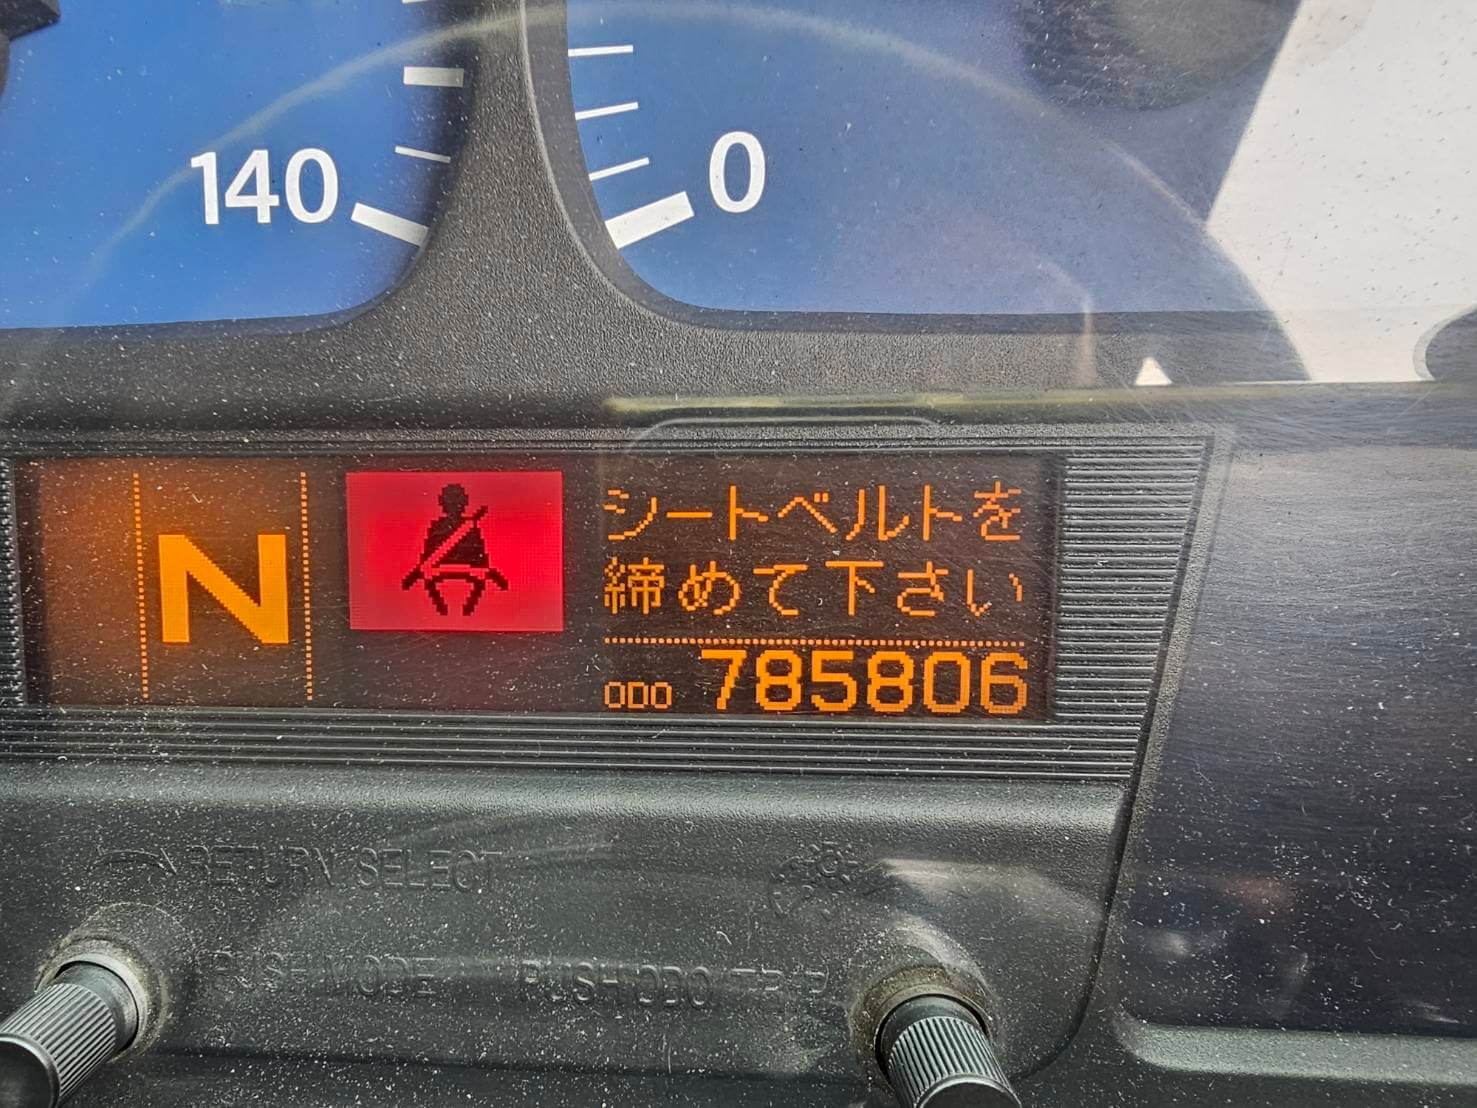 140
0
N
シートベルトを
締めて下さい
ODO 785806
RETURN SELECT
PUSH MODE
PUSH ODO/TRIP